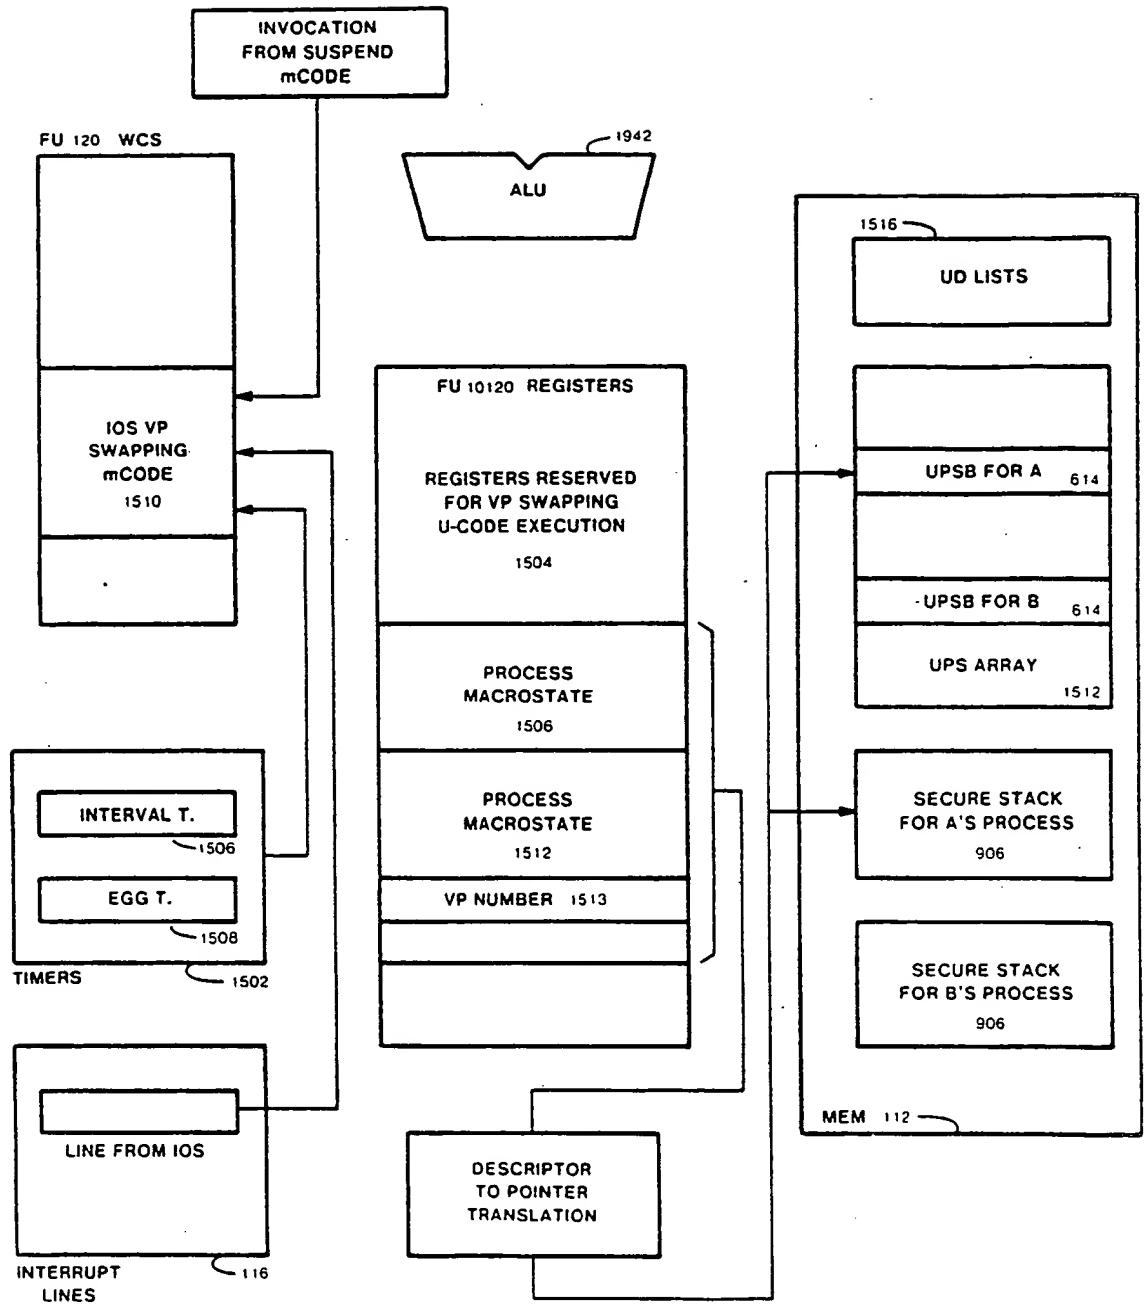 INVOCATION
FROM SUSPEND
mCODE
FU 120 WCS
1942
ALU
1516
UD LISTS
FU 10120 REGISTERS
IOS VP
SWAPPING
mCODE
1510
REGISTERS RESERVED
FOR VP SWAPPING
U-CODE EXECUTION
1504
UPSB FOR A 614
UPSB FOR B 614
UPS ARRAY
1512
PROCESS
MACROSTATE
1506
INTERVAL T.
1506
EGG T.
1508
TIMERS
1502
PROCESS
MACROSTATE
1512
VP NUMBER 1513
SECURE STACK
FOR A'S PROCESS
906
SECURE STACK
FOR B'S PROCESS
906
MEM 112
LINE FROM IOS
INTERRUPT
LINES
116
DESCRIPTOR
TO POINTER
TRANSLATION